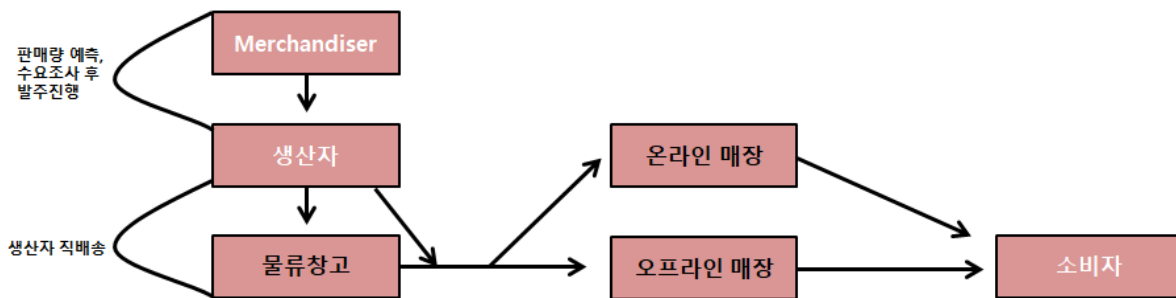 Merchandiser
판매량 예측,
수요조사 후
발주진행
생산자
온라인 매장
생산자 직배송
물류창고
오프라인 매장
소비자